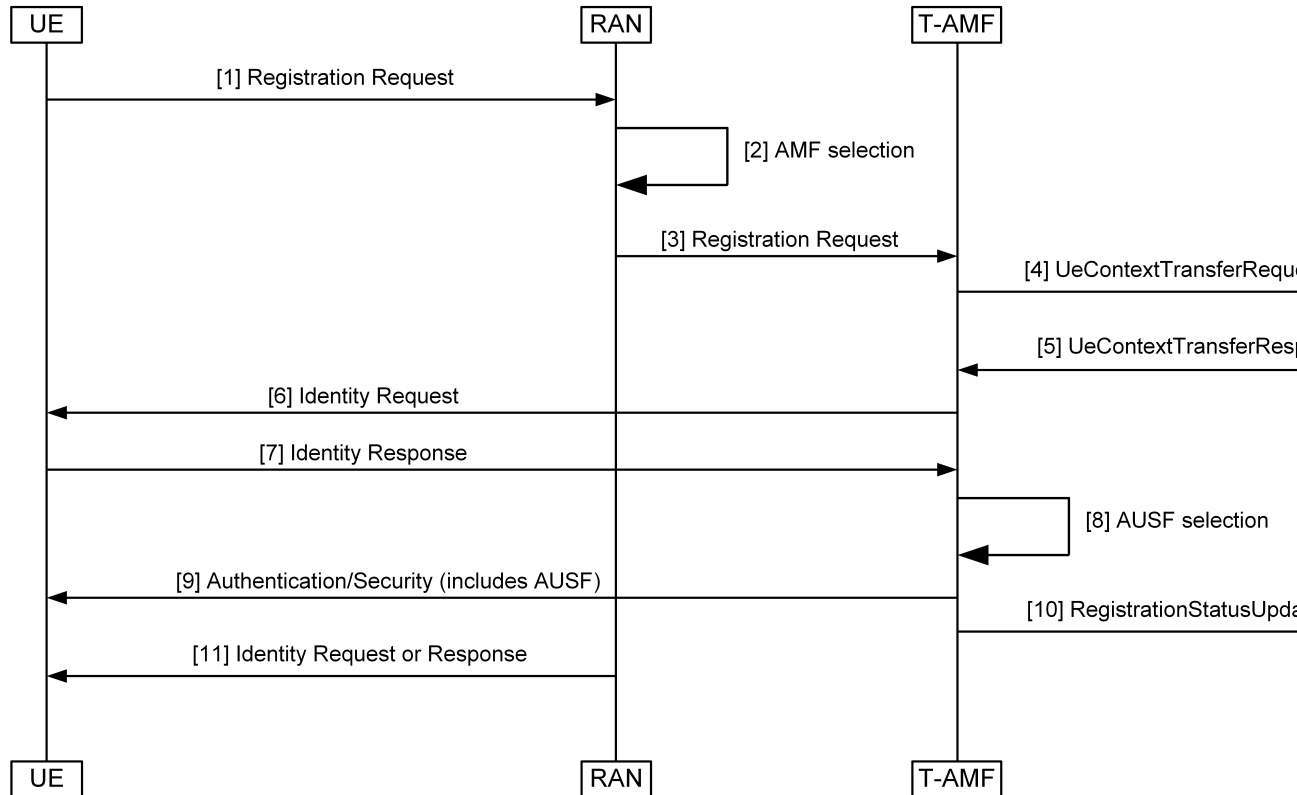 UE RAN T-AMF
[1] Registration Request
[2] AMF selection
[3] Registration Request
[4] UeContextTransferReque
[5] UeContextTransferResp
[6] Identity Request
[7] Identity Response
[8] AUSF selection
[9] Authentication/Security (includes AUSF)
[10] RegistrationStatusUpda
[11] Identity Request or Response
UE RAN T-AMF